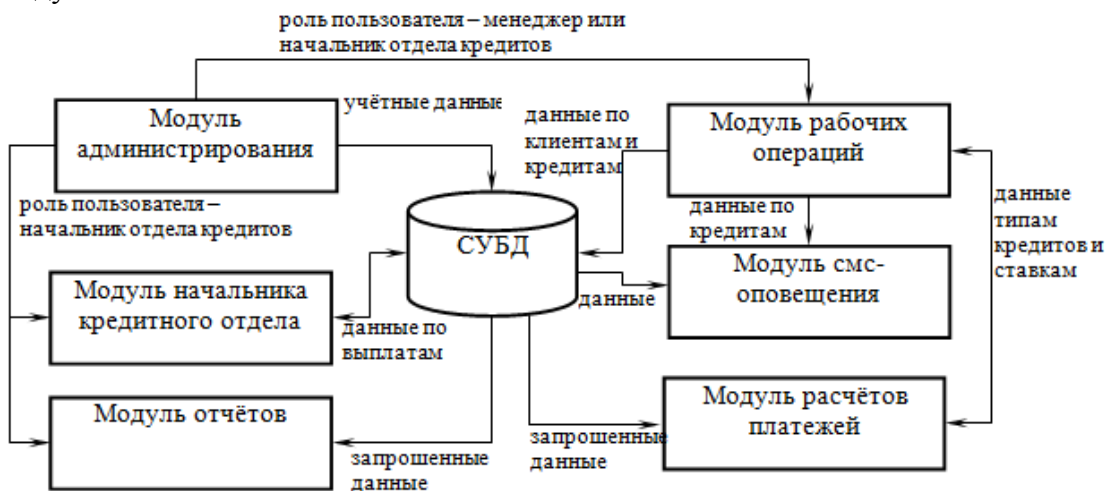 роль пользователя – менеджер или
начальник отдела кредитов
Модуль
администрирования
учётные данные
данные по
клиентам и
кредитам
Модуль рабочих
операций
роль пользователя –
начальник отдела кредитов
СУБД
данные по
кредитам
данные
типам
кредитов и
ставкам
Модуль смс-
оповещения
данные
Модуль начальника
кредитного отдела
данные по
выплатам
Модуль отчётов
Модуль расчётов
платежей
запрошенные
данные
запрошенные
данные